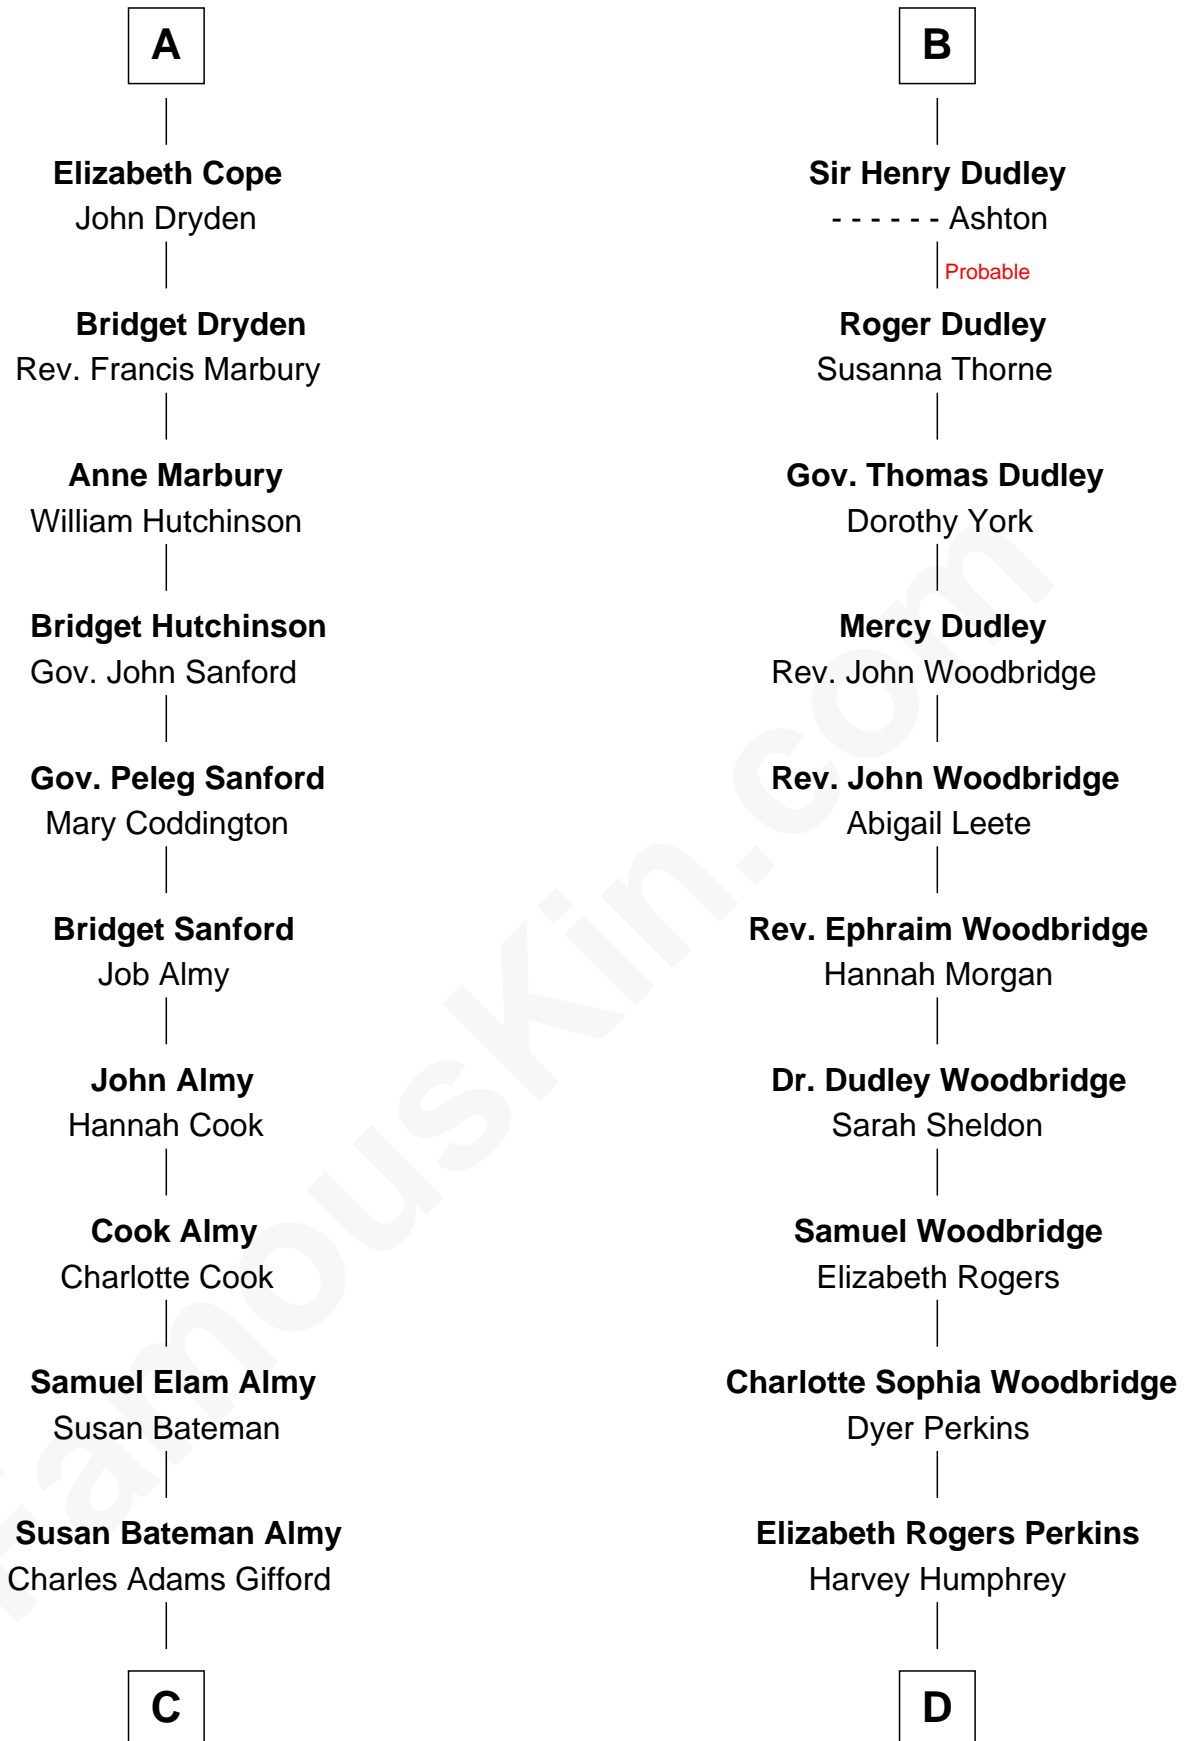 A
Elizabeth Cope
John Dryden
Bridget Dryden
Rev. Francis Marbury
Anne Marbury
William Hutchinson
Bridget Hutchinson
Gov. John Sanford
Gov. Peleg Sanford
Mary Coddington
Bridget Sanford
Job Almy
John Almy
Hannah Cook
Cook Almy
Charlotte Cook
Samuel Elam Almy
Susan Bateman
Susan Bateman Almy
Charles Adams Gifford
C
B
Sir Henry Dudley
- - - - - - Ashton
Probable
Roger Dudley
Susanna Thorne
Gov. Thomas Dudley
Dorothy York
Mercy Dudley
Rev. John Woodbridge
Rev. John Woodbridge
Abigail Leete
Rev. Ephraim Woodbridge
Hannah Morgan
Dr. Dudley Woodbridge
Sarah Sheldon
Samuel Woodbridge
Elizabeth Rogers
Charlotte Sophia Woodbridge
Dyer Perkins
Elizabeth Rogers Perkins
Harvey Humphrey
D
FamousKin.com